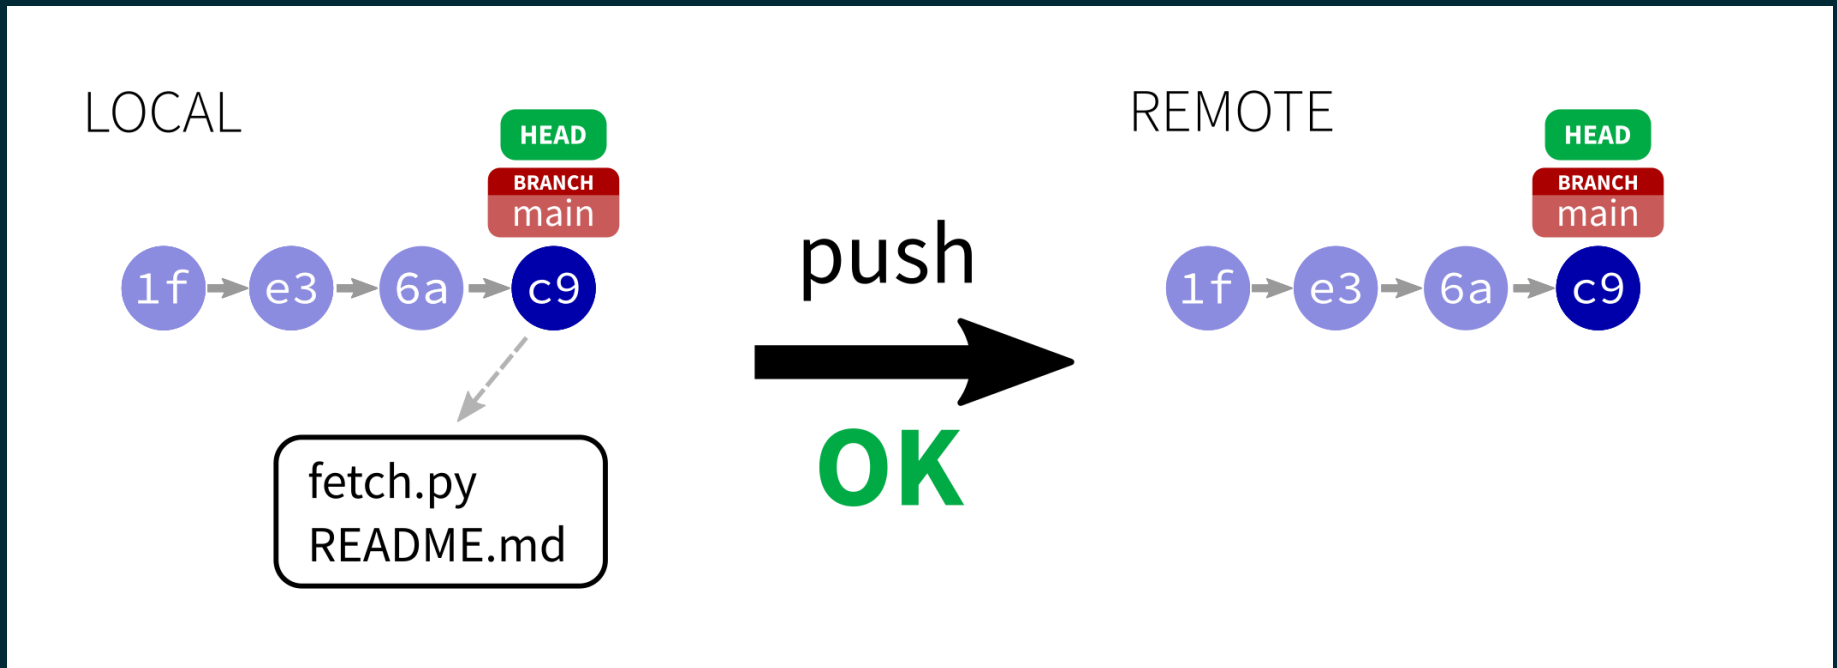 LOCAL
HEAD
BRANCH
main
1f
e3
6a
c9
fetch.py
README.md
push
OK
REMOTE
HEAD
BRANCH
main
1f
e3
6a
c9